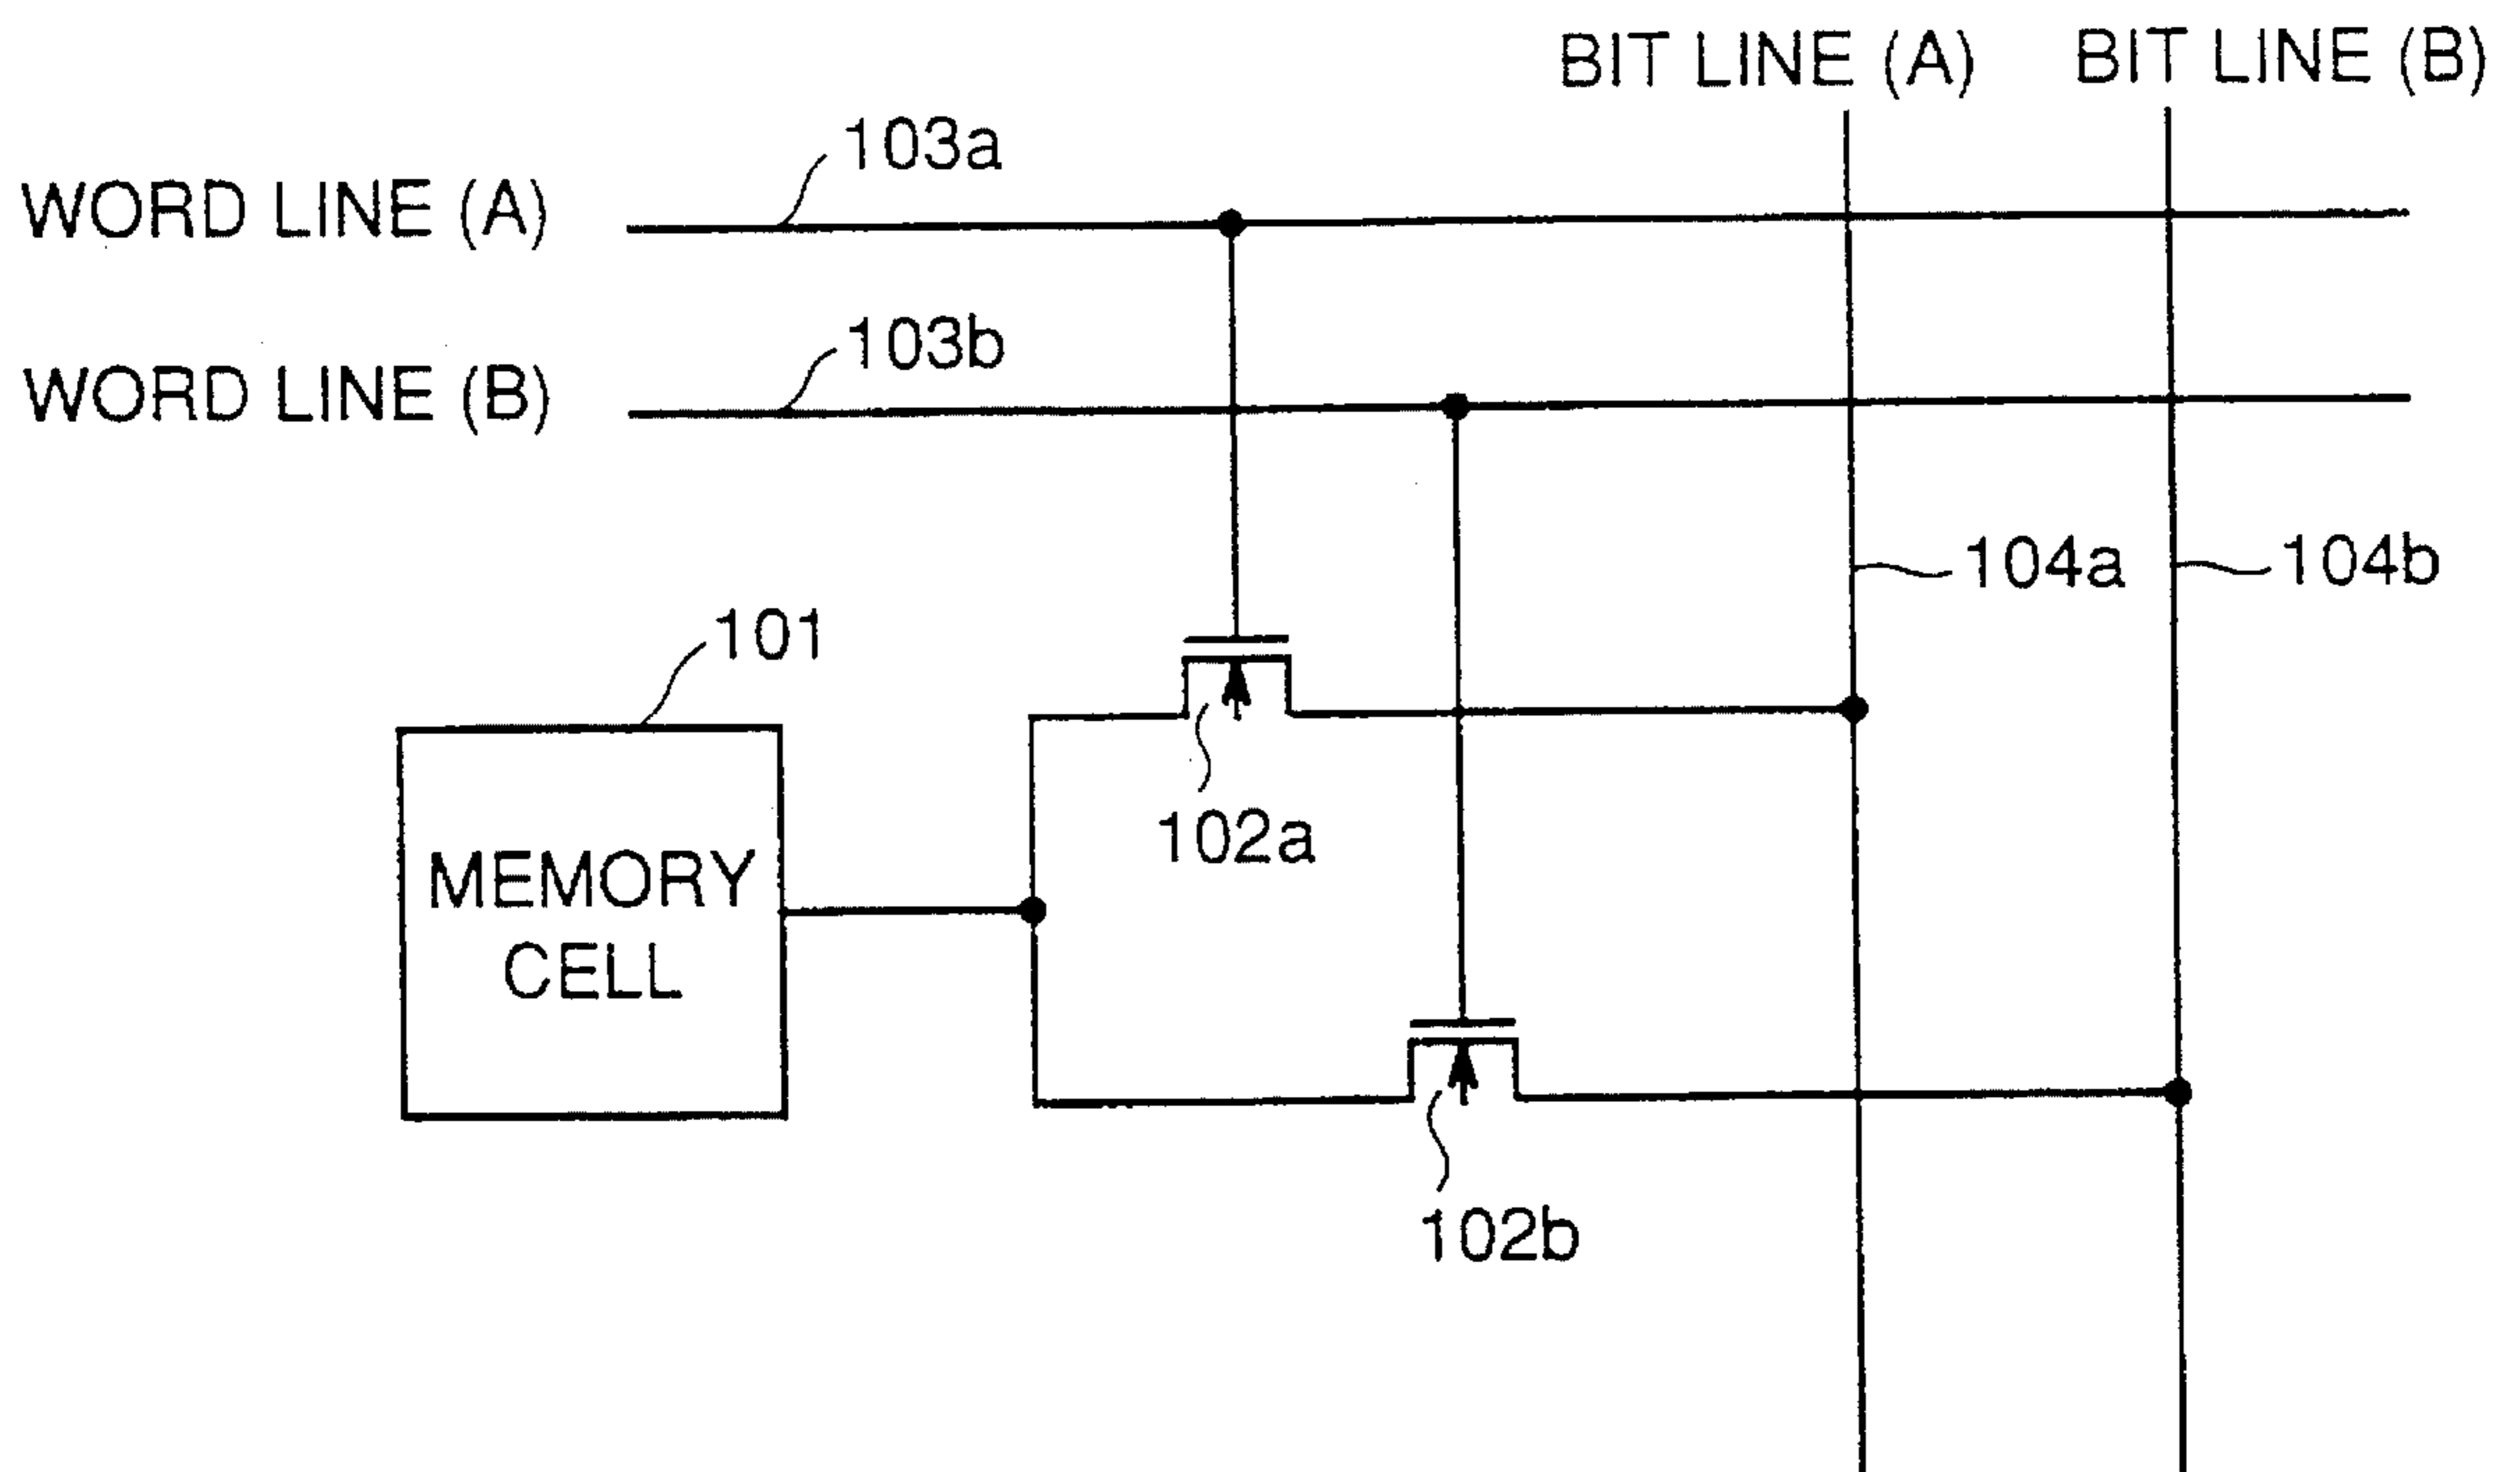 BIT LINE (A)
BIT LINE (B)
103a
WORD LINE (A)
103b
WORD LINE (B)
104a
104b
101
102a
MEMORY
CELL
102b